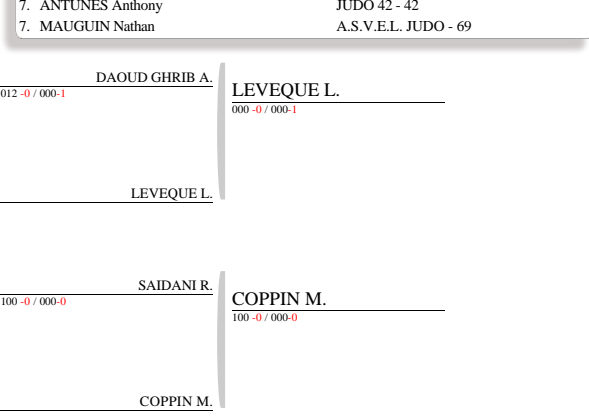 7. ANTUNES Anthony JUDO 42 - 42
7. MAUGUIN Nathan A.S.V.E.L. JUDO - 69
DAOUD GHRIB A.
012 -0 / 000-1
LEVEQUE L.
000 -0 / 000-1
LEVEQUE L.
SAIDANI R.
100 -0 / 000-0
COPPIN M.
100 -0 / 000-0
COPPIN M.